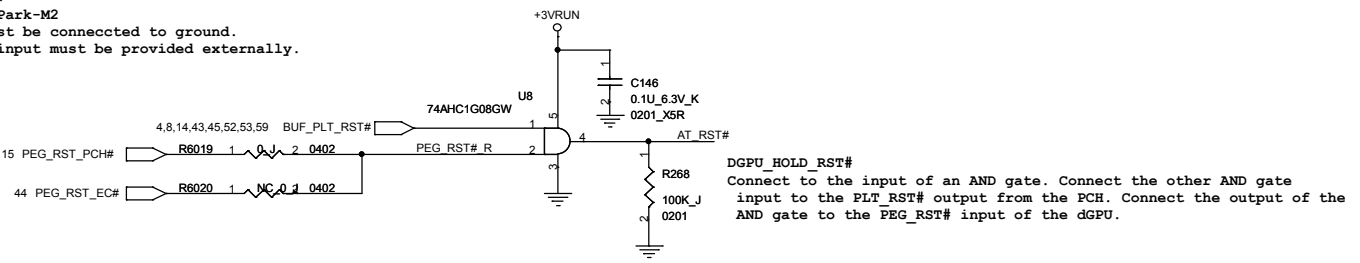 Park-M2
st be conneccted to ground.
input must be provided externally.
+3VRUN
1
C146
2
0.1U_6.3V_K
0201_X5R
U8
74AHC1G08GW
5
4,8,14,43,45,52,53,59 BUF_PLT_RST#
1
4
AT_RST#
15 PEG_RST_PCH#
R6019 1 0_J 2 0402
PEG_RST#_R
2
3
44 PEG_RST_EC#
R6020 1 NC_0_J 2 0402
1
R268
100K_J
0201
2
DGPU_HOLD_RST#
Connect to the input of an AND gate. Connect the other AND gate
input to the PLT_RST# output from the PCH. Connect the output of the
AND gate to the PEG_RST# input of the dGPU.